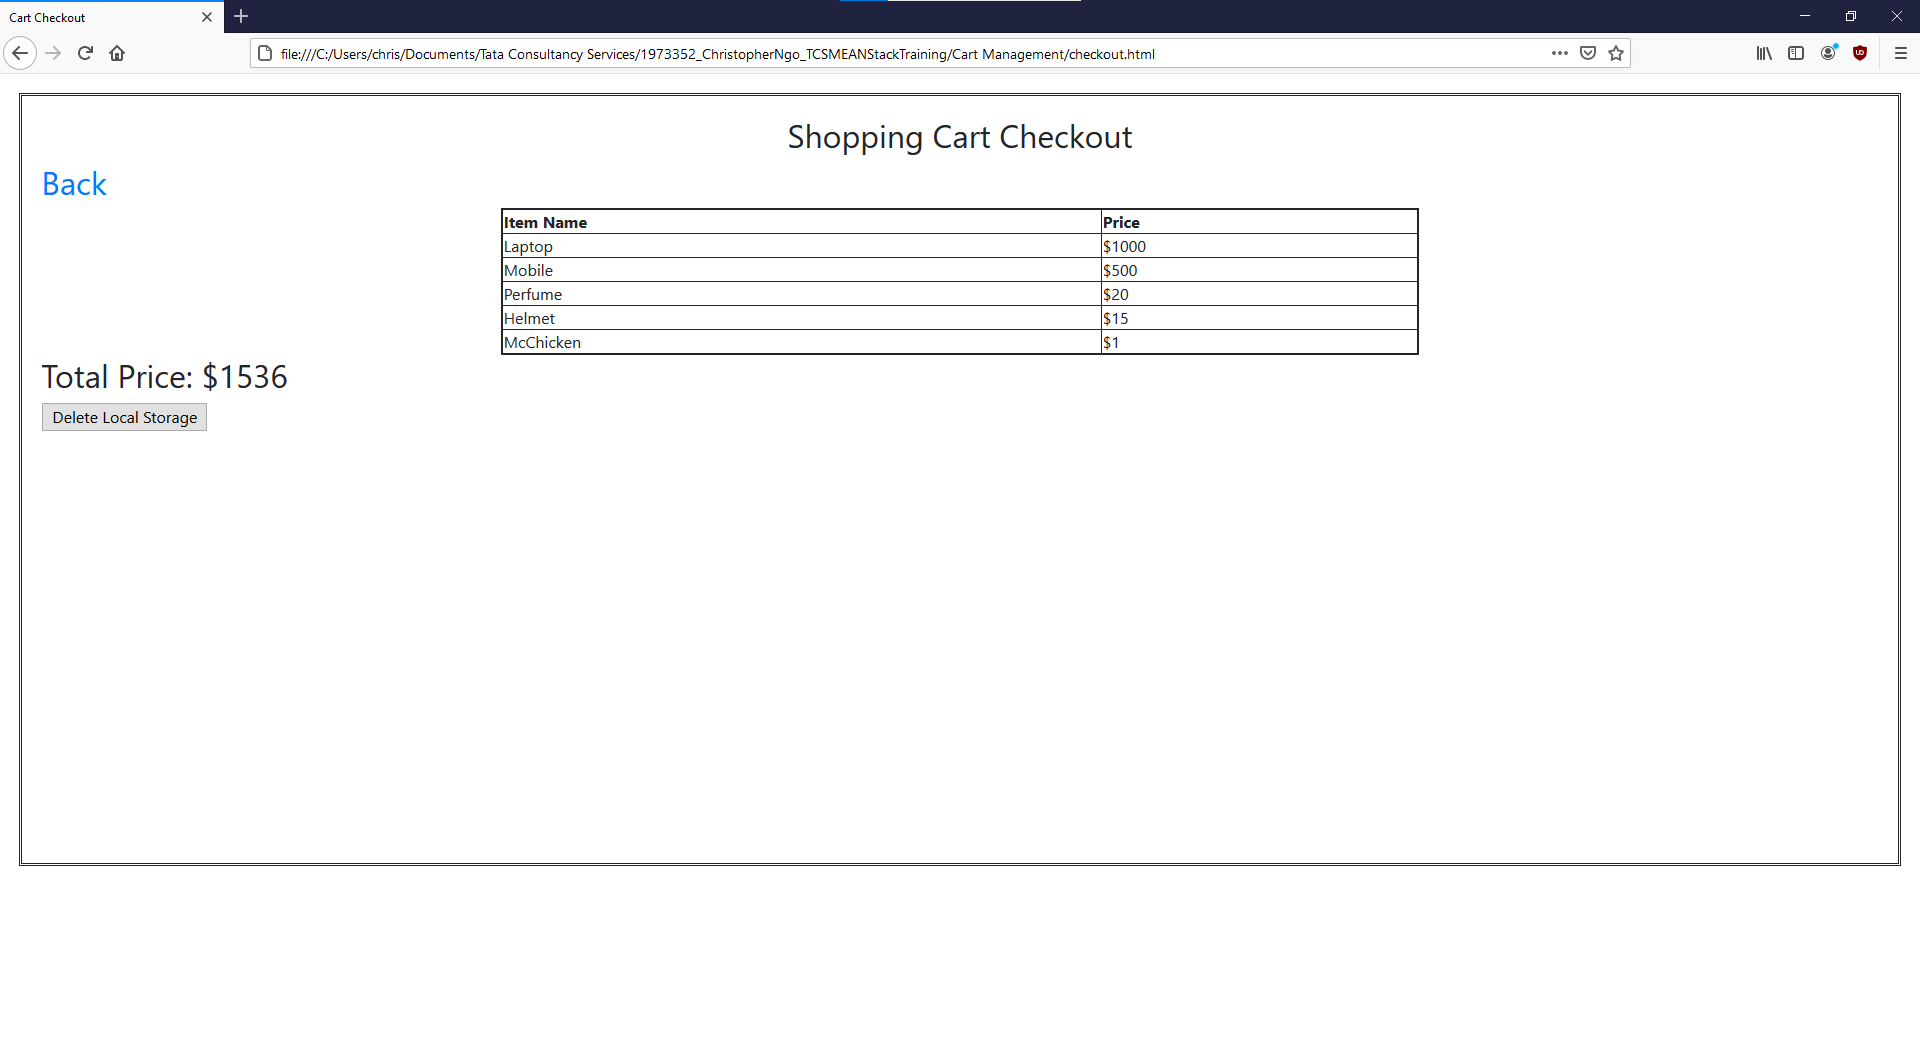 Cart Checkout
file:///C:/Users/chris/Documents/Tata Consultancy Services/1973352_ChristopherNgo_TCSMEANStackTraining/Cart Management/checkout.html
Shopping Cart Checkout
Back
Item Name Price
Laptop $1000
Mobile $500
Perfume $20
Helmet $15
McChicken $1
Total Price: $1536
Delete Local Storage